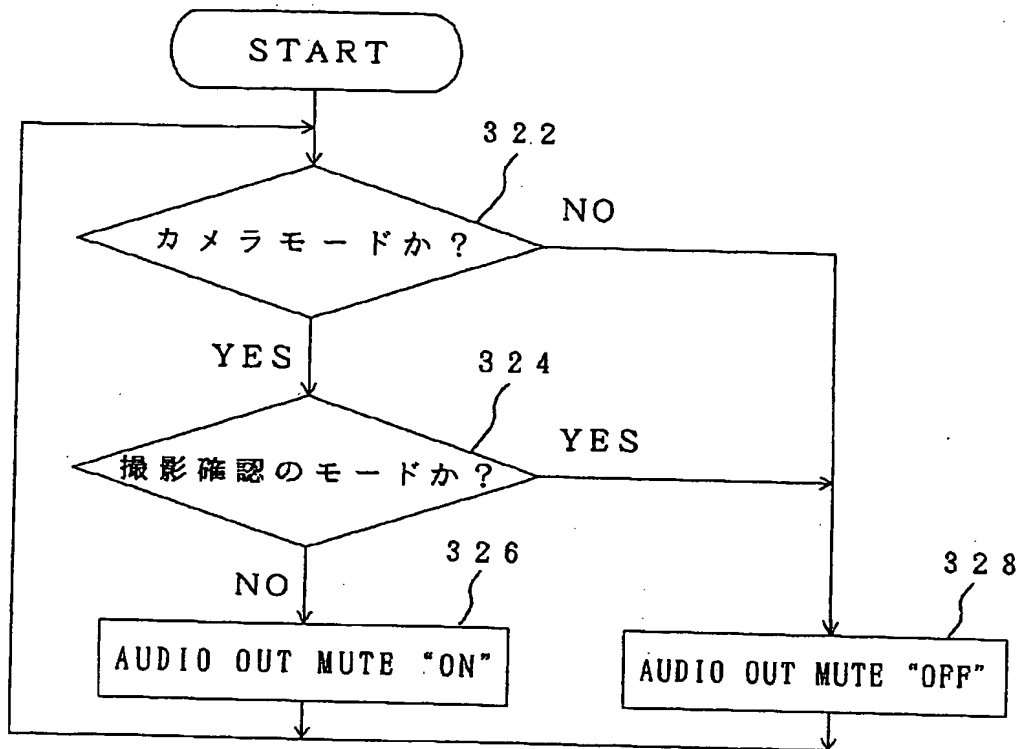 START
322
カメラモードか?
NO
YES
324
撮影確認のモードか?
YES
NO
326
AUDIO OUT MUTE “ON”
328
AUDIO OUT MUTE “OFF”